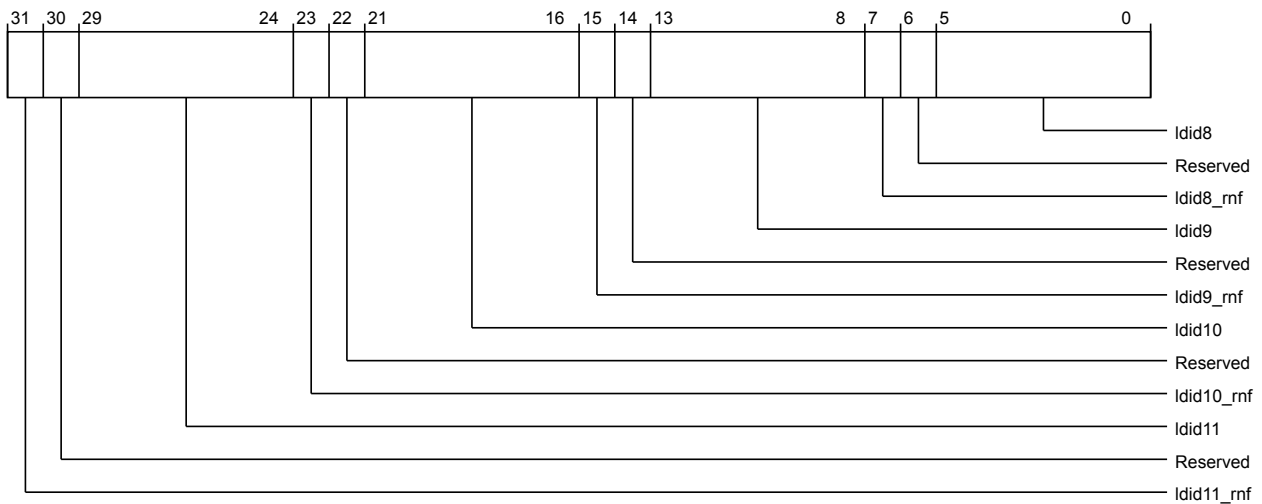 31 30 29 24 23 22 21 16 15 14 13 8 7 6 5 0
ldid8
Reserved
ldid8_rnf
ldid9
Reserved
ldid9_rnf
ldid10
Reserved
ldid10_rnf
ldid11
Reserved
ldid11_rnf